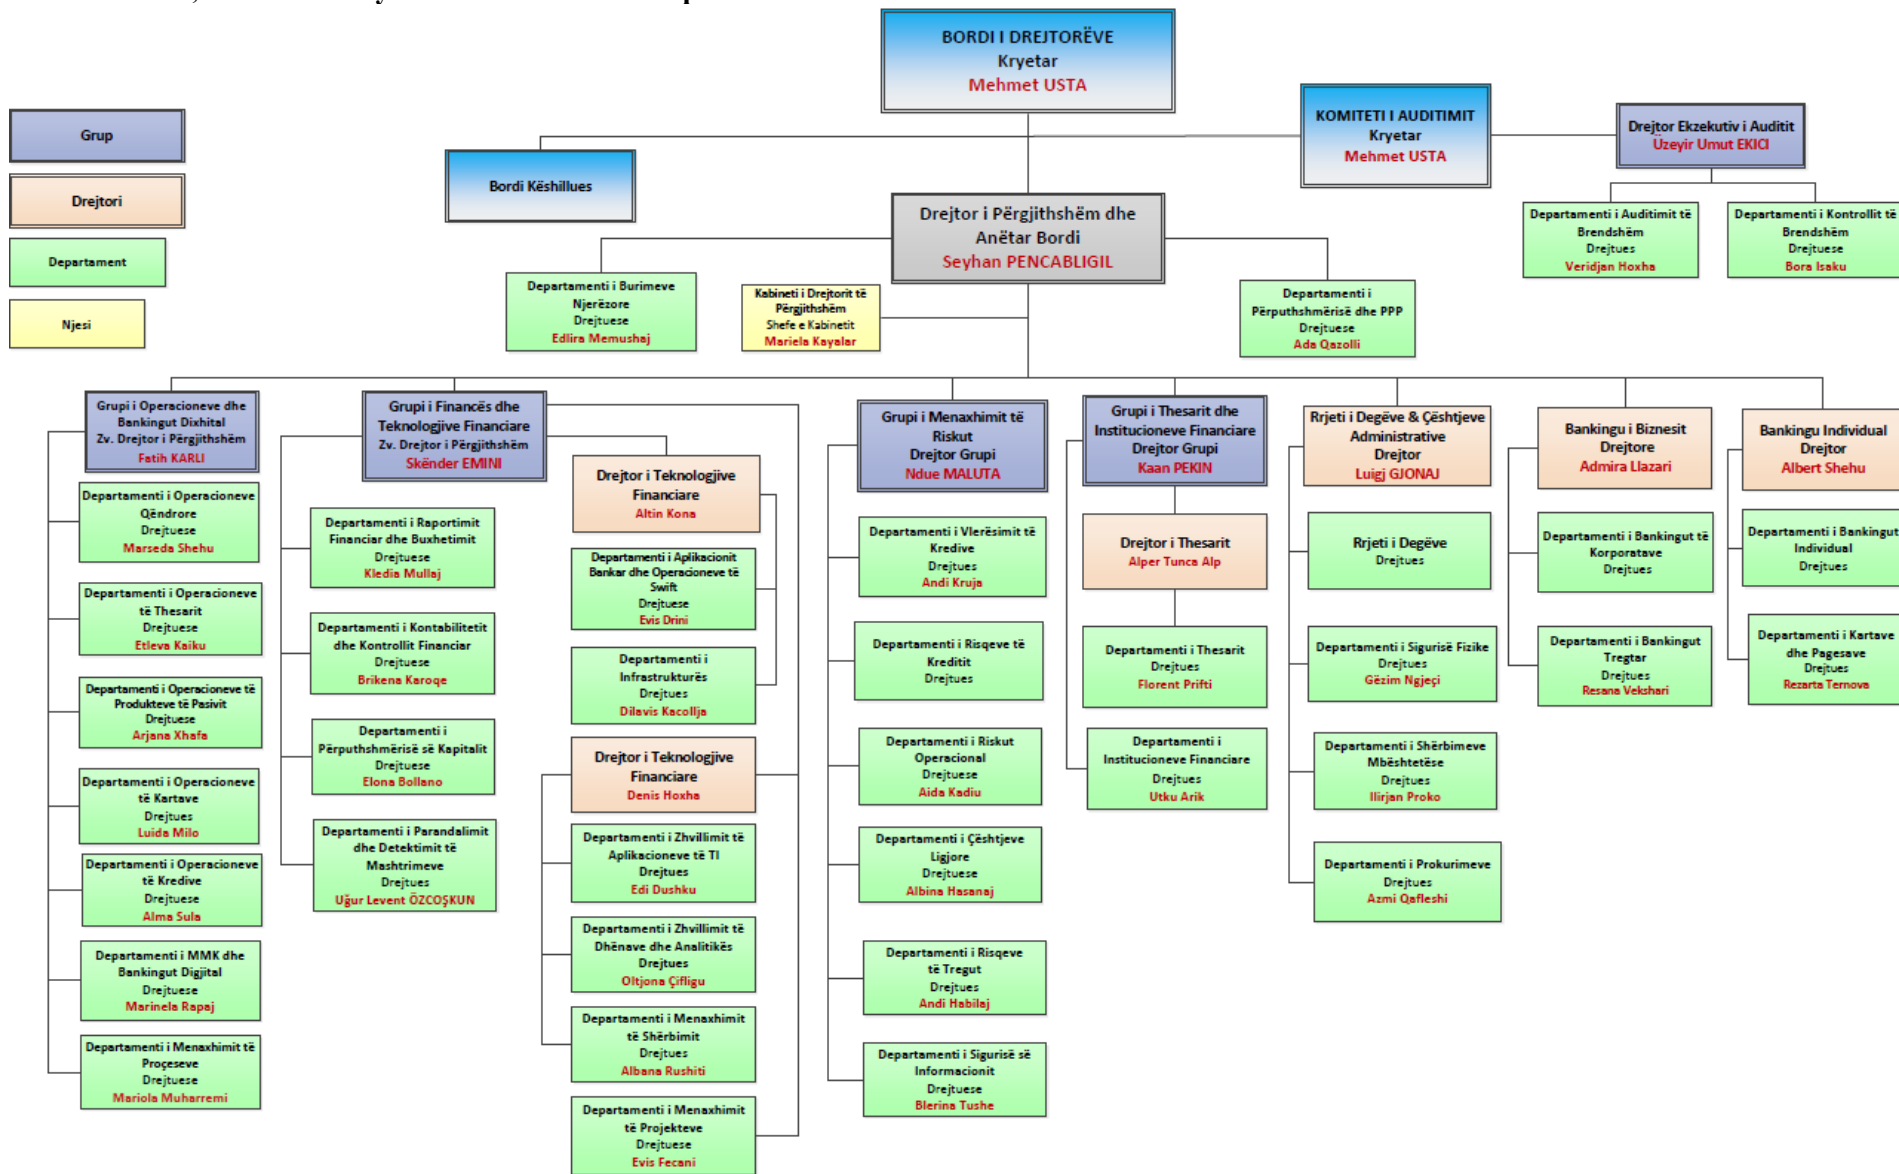 BORDI I DREJTORËVE
Kryetar
Mehmet USTA
KOMITETI I AUDITIMIT
Kryetar
Mehmet USTA
Drejtor Ekzekutiv i Auditit
Üzeyir Umut EKICI
Grup
Drejtori
Departament
Njesi
Bordi Këshillues
Departamenti i Auditimit të
Brendshëm
Drejtues
Veridjan Hoxha
Departamenti i Kontrollit të
Brendshëm
Drejtuese
Bora Isaku
Drejtor i Përgjithshëm dhe
Anëtar Bordi
Seyhan PENCABLIGIL
Departamenti i Burimeve
Njerëzore
Drejtuese
Edlira Memushaj
Kabineti i Drejtorit të
Përgjithshëm
Shefe e Kabinetit
Mariela Kayalar
Departamenti i
Përputhshmërisë dhe PPP
Drejtuese
Ada Qazolli
Grupi i Operacioneve dhe
Bankingut Dixhital
Zv. Drejtor i Përgjithshëm
Fatih KARLI
Departamenti i Operacioneve
Qëndrore
Drejtuese
Marseda Shehu
Departamenti i Operacioneve
të Thesarit
Drejtuese
Etleva Kaiku
Departamenti i Operacioneve të
Produkteve të Pasivit
Drejtuese
Arjana Xhafa
Departamenti i Operacioneve
të Kartave
Drejtues
Luida Milo
Departamenti i Operacioneve
të Kredive
Drejtuese
Alma Sula
Departamenti i MMK dhe
Bankingut Digjital
Drejtuese
Marinela Rapaj
Departamenti i Menaxhimit të
Proçeseve
Drejtuese
Mariola Muharremi
Grupi i Financës dhe
Teknologjive Financiare
Zv. Drejtor i Përgjithshëm
Skënder EMINI
Departamenti i Raportimit
Financiar dhe Buxhetimit
Drejtuese
Kledia Mullaj
Departamenti i Kontabilitetit
dhe Kontrollit Financiar
Drejtuese
Brikena Karoqe
Departamenti i
Përputhshmërisë së Kapitalit
Drejtuese
Elona Bollano
Departamenti i Parandalimit
dhe Detektimit të
Mashtrimeve
Drejtues
Uğur Levent ÖZCOŞKUN
Drejtor i Teknologjive
Financiare
Altin Kona
Departamenti i Aplikacionit
Bankar dhe Operacioneve të
Swift
Drejtuese
Evis Drini
Departamenti i
Infrastrukturës
Drejtues
Dilavis Kacollja
Drejtor i Teknologjive
Financiare
Denis Hoxha
Departamenti i Zhvillimit të
Aplikacioneve të TI
Drejtues
Edi Dushku
Departamenti i Zhvillimit të
Dhënave dhe Analitikës
Drejtues
Oltjona Çifligu
Departamenti i Menaxhimit
të Shërbimit
Drejtues
Albana Rushiti
Departamenti i Menaxhimit
të Projekteve
Drejtuese
Evis Fecani
Grupi i Menaxhimit të
Riskut
Drejtor Grupi
Ndue MALUTA
Departamenti i Vlerësimit të
Kredive
Drejtues
Andi Kruja
Departamenti i Risqeve të
Kreditit
Drejtues
Departamenti i Riskut
Operacional
Drejtuese
Aida Kadiu
Departamenti i Çështjeve
Ligjore
Drejtuese
Albina Hasanaj
Departamenti i Risqeve
të Tregut
Drejtues
Andi Habilaj
Departamenti i Sigurisë së
Informacionit
Drejtuese
Blerina Tushe
Grupi i Thesarit dhe
Institucioneve Financiare
Drejtor Grupi
Kaan PEKIN
Drejtor i Thesarit
Alper Tunca Alp
Departamenti i Thesarit
Drejtues
Florent Prifti
Departamenti i
Institucioneve Financiare
Drejtues
Utku Arik
Rrjeti i Degëve & Çështjeve
Administrative
Drejtor
Luigj GJONAJ
Rrjeti i Degëve
Drejtues
Departamenti i Sigurisë Fizike
Drejtues
Gëzim Ngjeçi
Departamenti i Shërbimeve
Mbështetëse
Drejtues
Ilirjan Proko
Departamenti i Prokurimeve
Drejtues
Azmi Qafleshi
Bankingu i Biznesit
Drejtore
Admira Llazari
Departamenti i Bankingut të
Korporatave
Drejtues
Departamenti i Bankingut
Tregtar
Drejtues
Resana Vekshari
Bankingu Individual
Drejtor
Albert Shehu
Departamenti i Bankingut
Individual
Drejtues
Departamenti i Kartave
dhe Pagesave
Drejtues
Rezarta Ternova